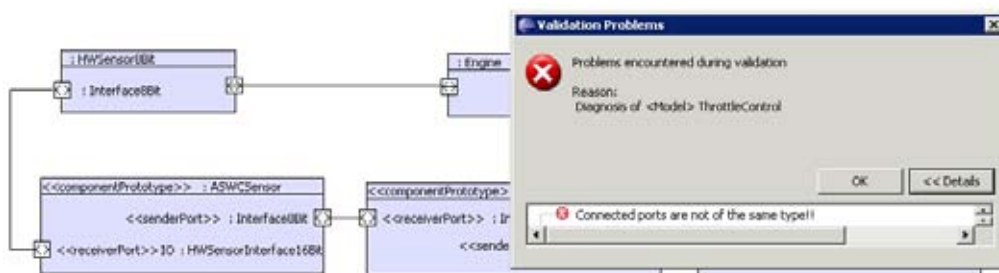 : HWSensor8Bit
: Interface8Bit
: Engine
<<componentPrototype>> : ASWCSensor
<<senderPort>> : Interface8Bit
<<receiverPort>> IO : HWSensorInterface16Bit
<<componentPrototype>>
<<receiverPort>> : I
<<sende
Validation Problems
Problems encountered during validation
Reason:
Diagnosis of <Model> ThrottleControl
OK
<< Details
Connected ports are not of the same type!!